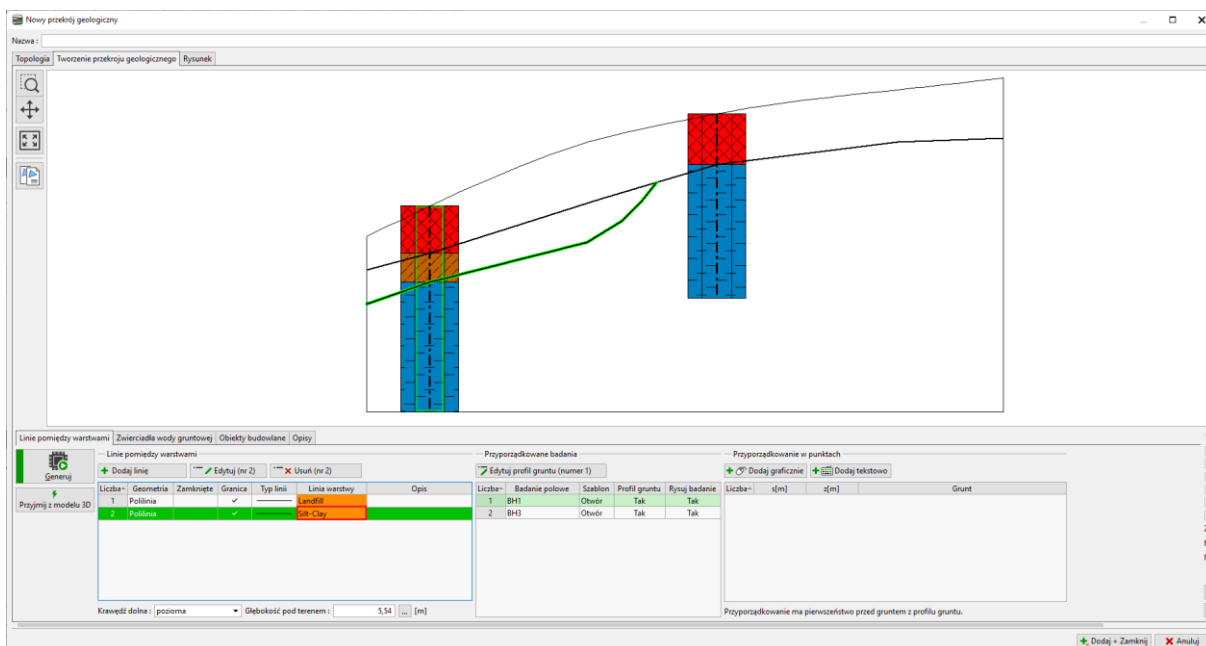 Nowy przekrój geologiczny
Nazwa :
Topologia Tworzenie przekroju geologicznego Rysunek
Linie pomiędzy warstwami Zwierciadła wody gruntowej Obiekty budowlane Opisy
Generuj
Przyjmij z modelu 3D
Linie pomiędzy warstwami
Dodaj linię Edytuj (nr 2) Usuń (nr 2)
Liczba Geometria Zamknięte Granica Typ linii Linia warstwy Opis
1 Polilinia Landfill
2 Polilinia Silt-Clay
Krawędź dolna : pozioma Głębokość pod terenem : 5,54 ... [m]
Przyporządkowane badania
Edytuj profil gruntu (numer 1)
Liczba Badanie polowe Szablon Profil gruntu Rysuj badanie
1 BH1 Otwór Tak Tak
2 BH3 Otwór Tak Tak
Przyporządkowanie w punktach
Dodaj graficznie Dodaj tekstowo
Liczba s[m] z[m] Grunt
Przyporządkowanie ma pierwszeństwo przed gruntem z profilu gruntu.
Dodaj + Zamknij Anuluj